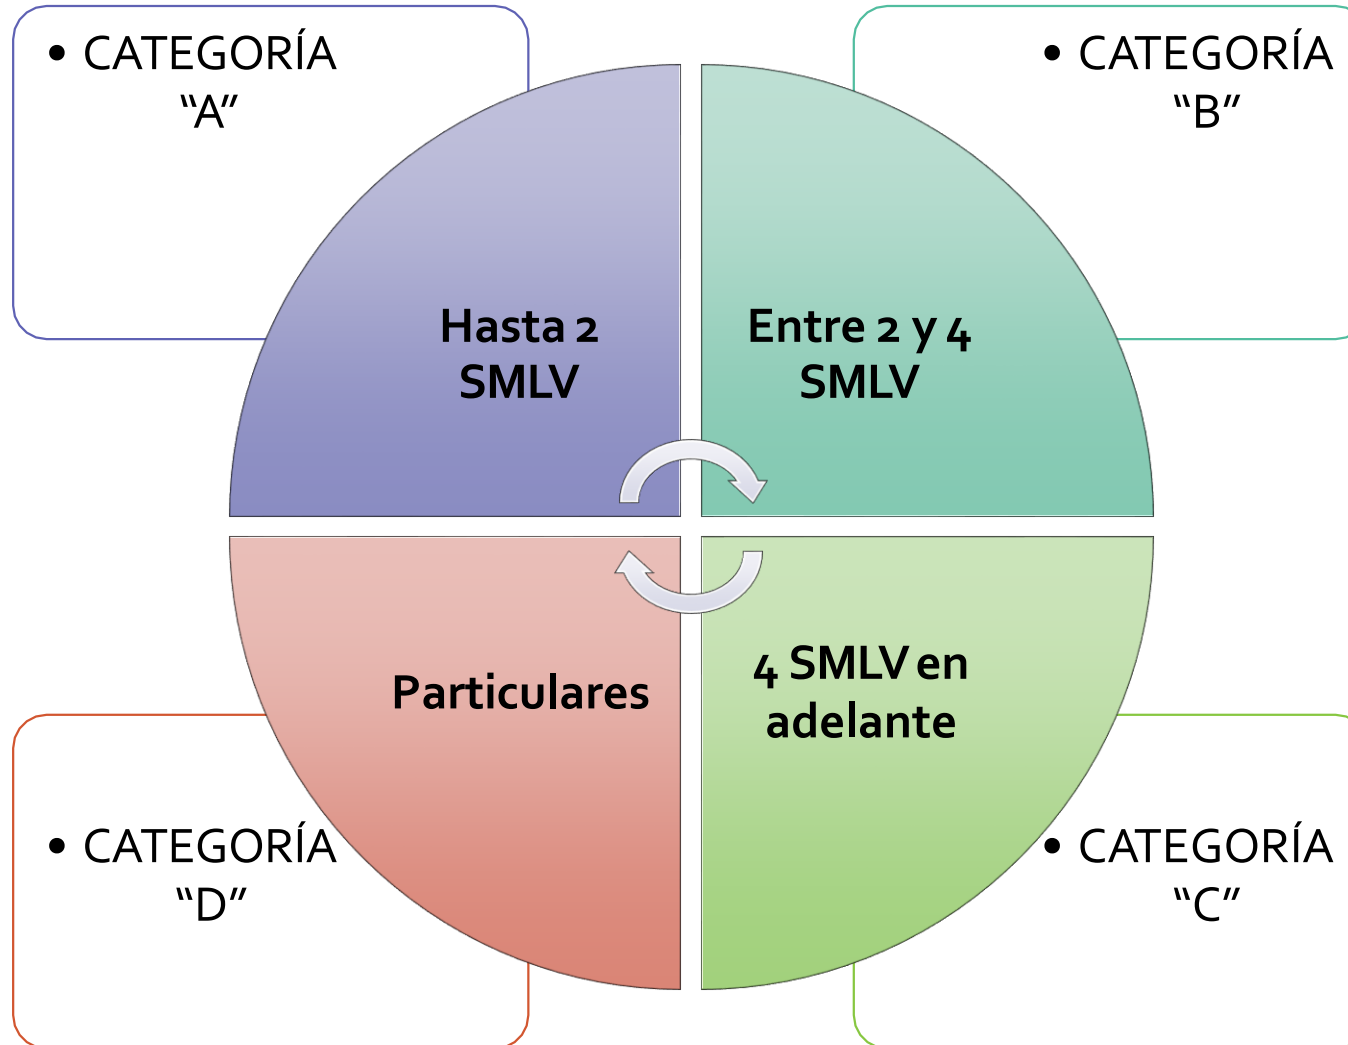 • CATEGORÍA
“A”
• CATEGORÍA
“B”
Hasta 2
SMLV
Entre 2 y 4
SMLV
Particulares
4 SMLV en
adelante
• CATEGORÍA
“D”
• CATEGORÍA
“C”